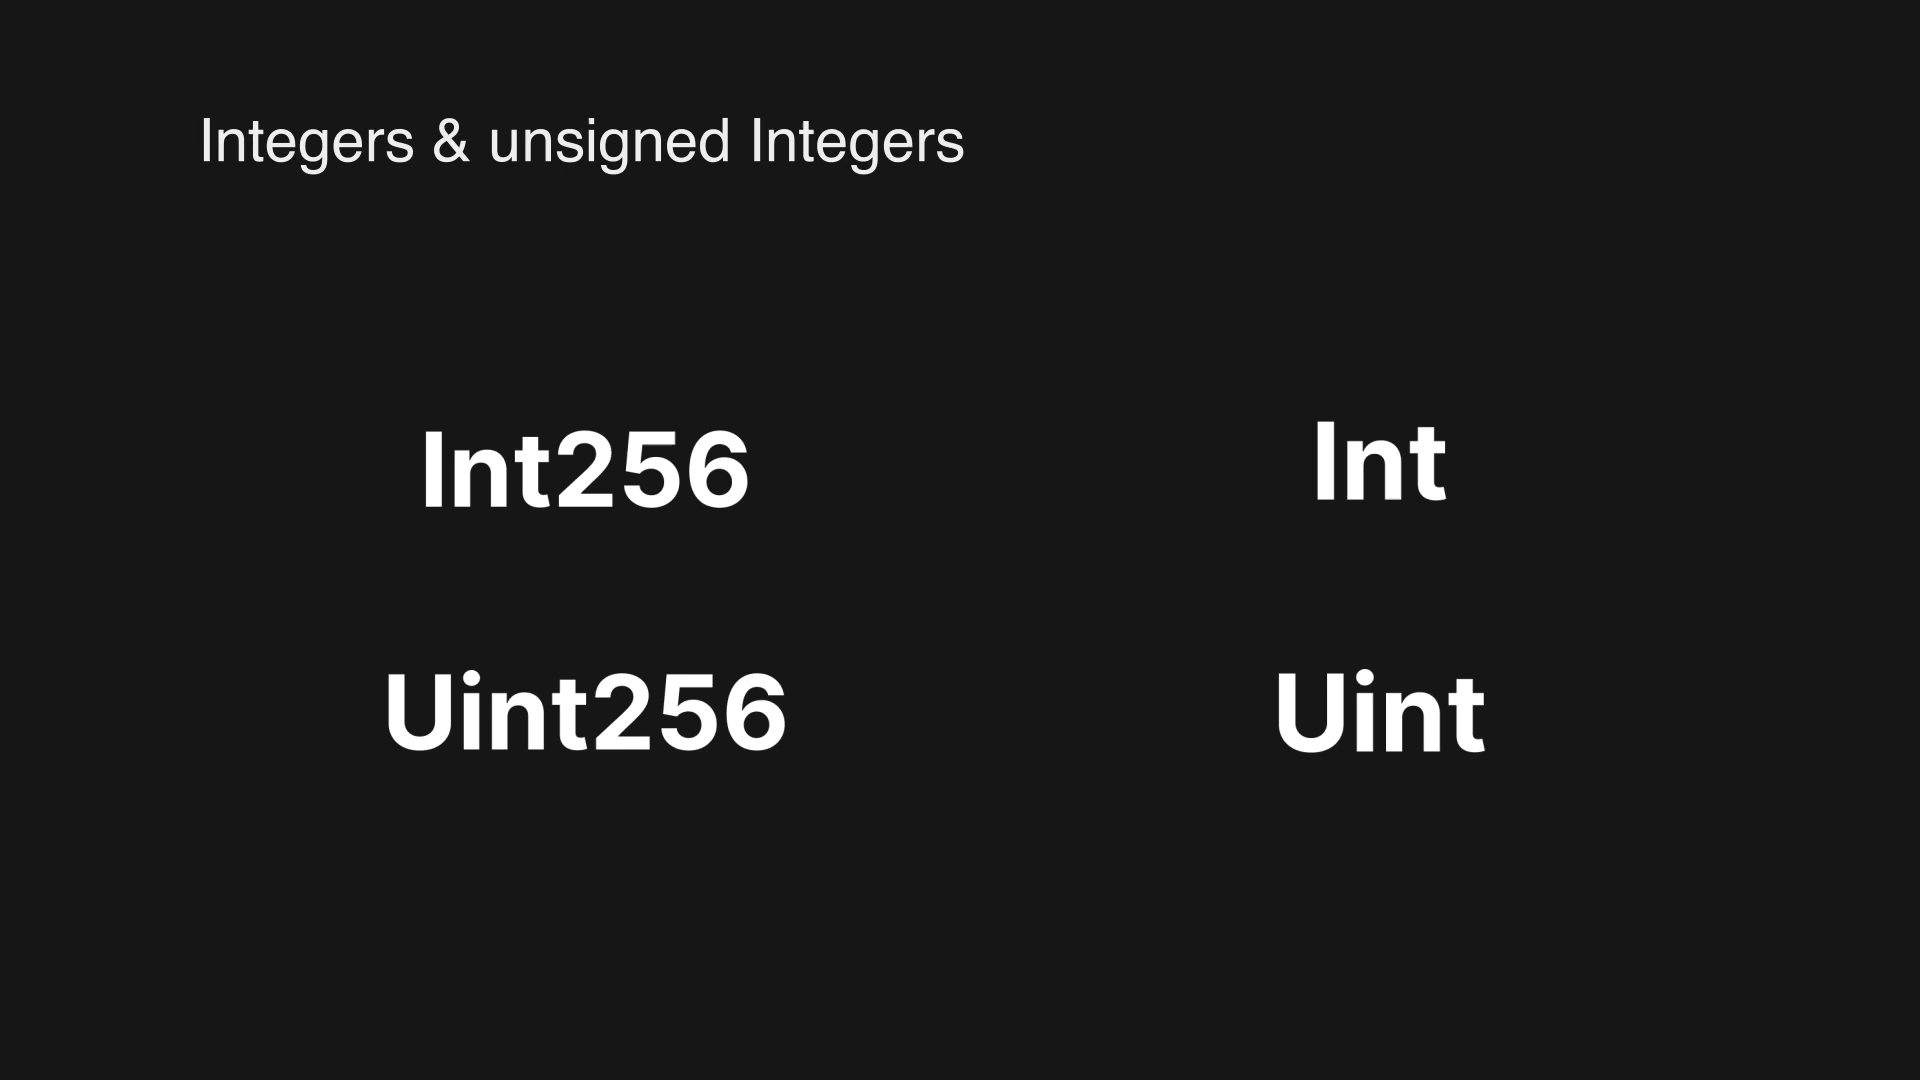 Integers & unsigned Integers
Int256
Int
Uint256
Uint